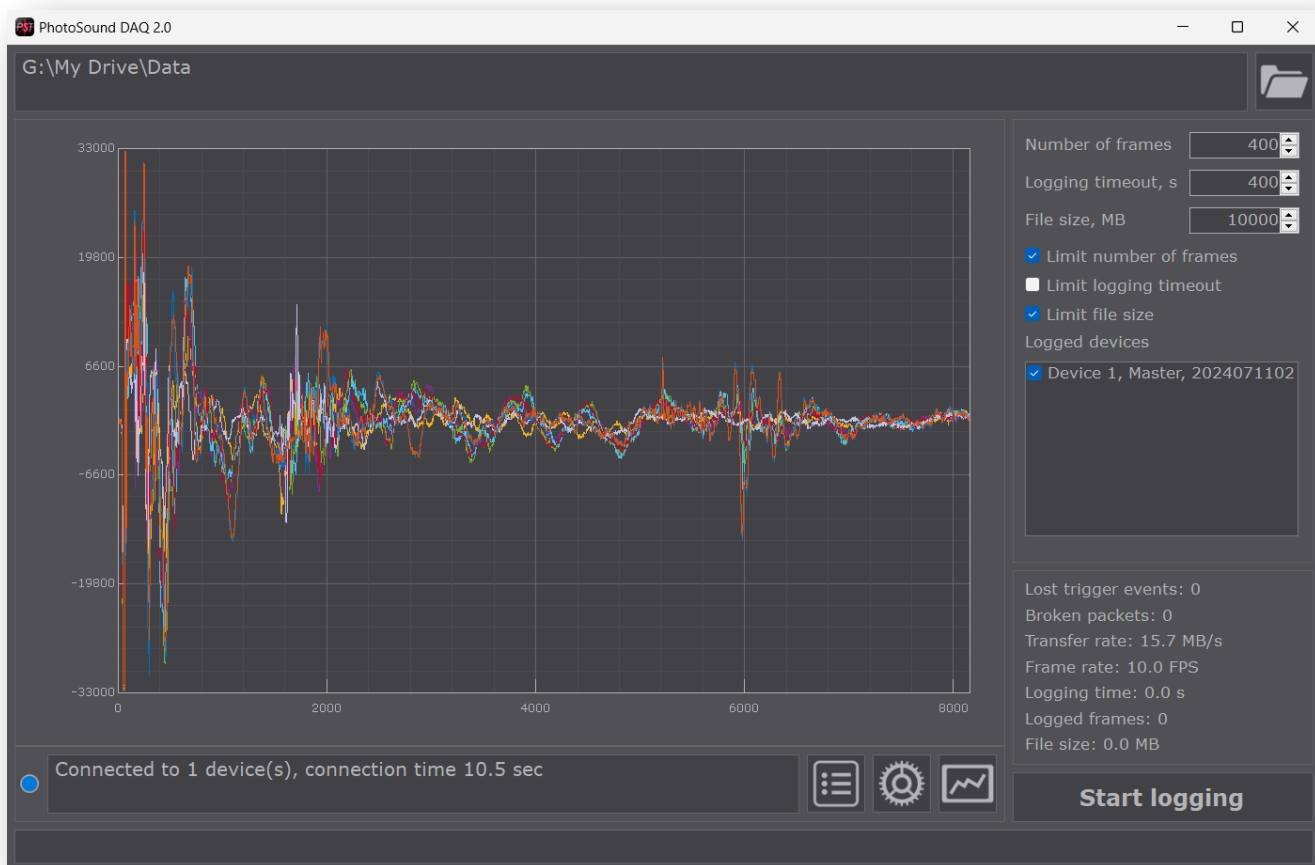 PST PhotoSound DAQ 2.0
G:\My Drive\Data
33000
19800
6600
-6600
-19800
-33000
0 2000 4000 6000 8000
Number of frames 400
Logging timeout, s 400
File size, MB 10000
Limit number of frames
Limit logging timeout
Limit file size
Logged devices
Device 1, Master, 2024071102
Lost trigger events: 0
Broken packets: 0
Transfer rate: 15.7 MB/s
Frame rate: 10.0 FPS
Logging time: 0.0 s
Logged frames: 0
File size: 0.0 MB
Connected to 1 device(s), connection time 10.5 sec
Start logging